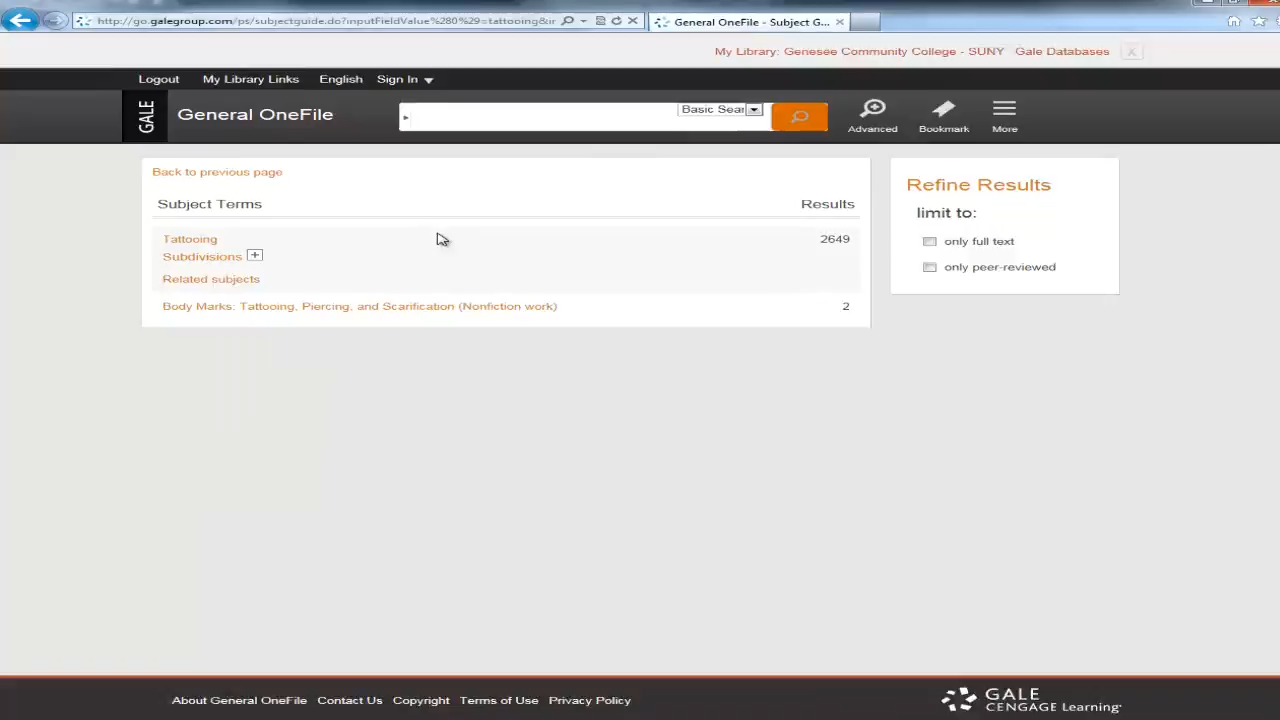 http://go.galegroup.com/ps/subjectguide.do?inputFieldValue%280%29=tattooing&ir
General OneFile - Subject G...
My Library: Genesee Community College - SUNY Gale Databases X
Logout My Library Links English Sign In
GALE General OneFile Basic Sear Advanced Bookmark More
Back to previous page
Subject Terms Results
Tattooing 2649
Subdivisions +
Related subjects
Body Marks: Tattooing, Piercing, and Scarification (Nonfiction work) 2
Refine Results
limit to:
only full text
only peer-reviewed
About General OneFile Contact Us Copyright Terms of Use Privacy Policy
GALE
CENGAGE Learning